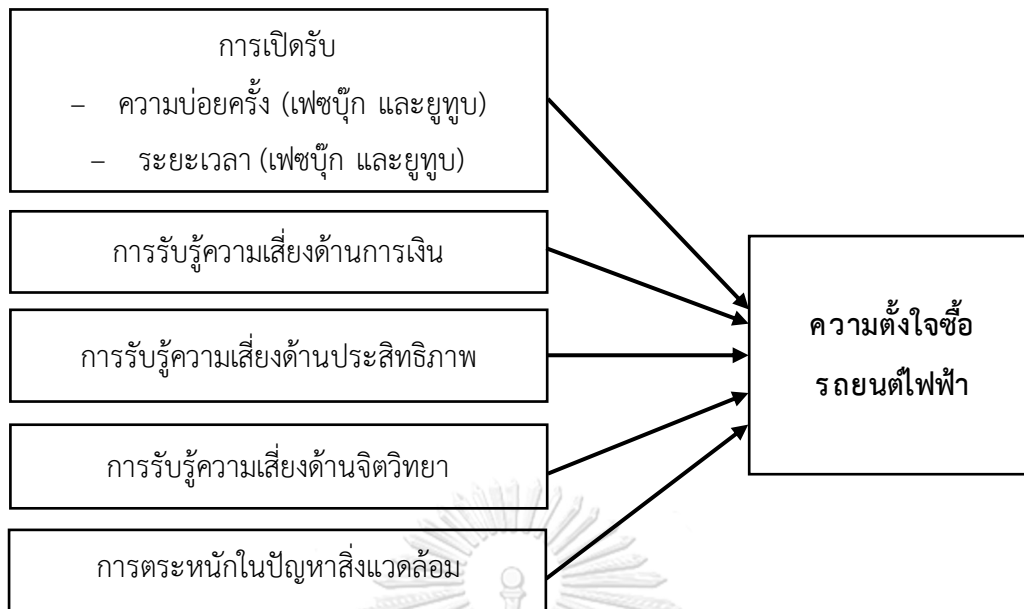 การเปิดรับ
– ความบ่อยครั้ง (เฟซบุ๊ก และยูทูบ)
– ระยะเวลา (เฟซบุ๊ก และยูทูบ)
การรับรู้ความเสี่ยงด้านการเงิน
การรับรู้ความเสี่ยงด้านประสิทธิภาพ
การรับรู้ความเสี่ยงด้านจิตวิทยา
การตระหนักในปัญหาสิ่งแวดล้อม
ความตั้งใจซื้อ
รถยนต์ไฟฟ้า